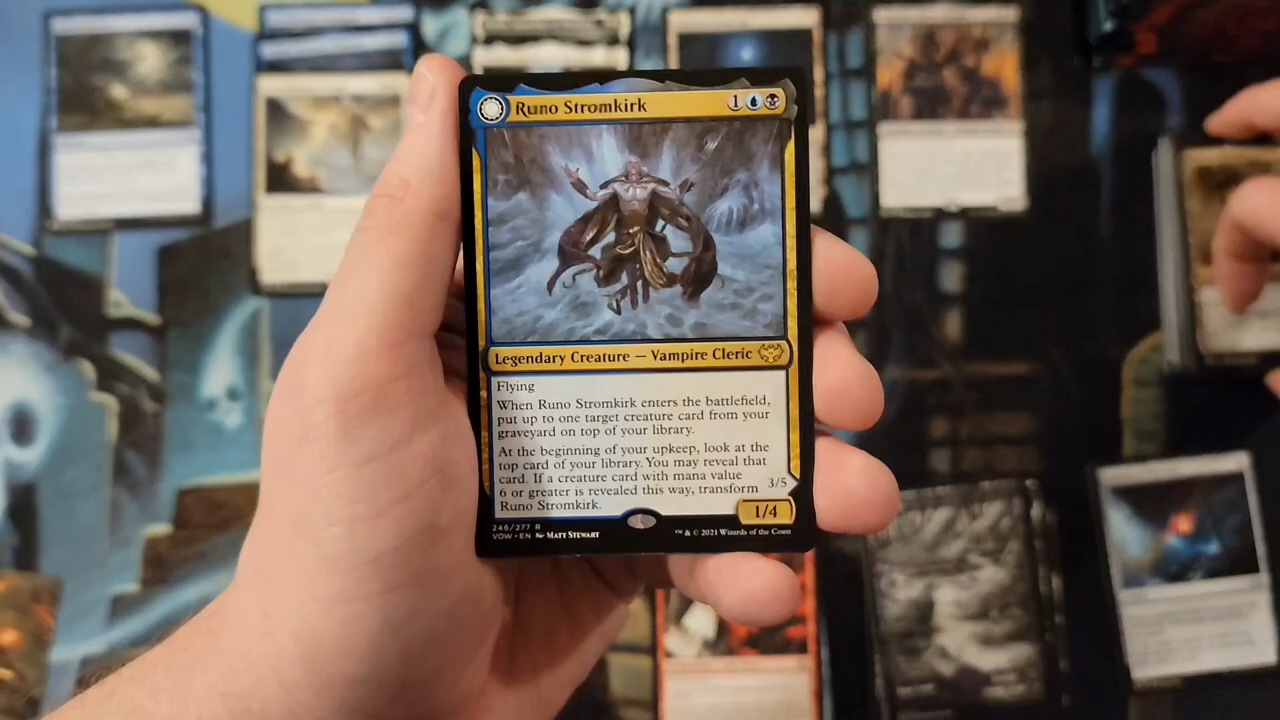 Runo Stromkirk 1
Legendary Creature — Vampire Cleric
Flying
When Runo Stromkirk enters the battlefield,
put up to one target creature card from your
graveyard on top of your library.
At the beginning of your upkeep, look at the
top card of your library. You may reveal that
card. If a creature card with mana value
6 or greater is revealed this way, transform
Runo Stromkirk.
3/5
1/4
246/277 R
VOW • EN Matt Stewart
™ & © 2021 Wizards of the Coast